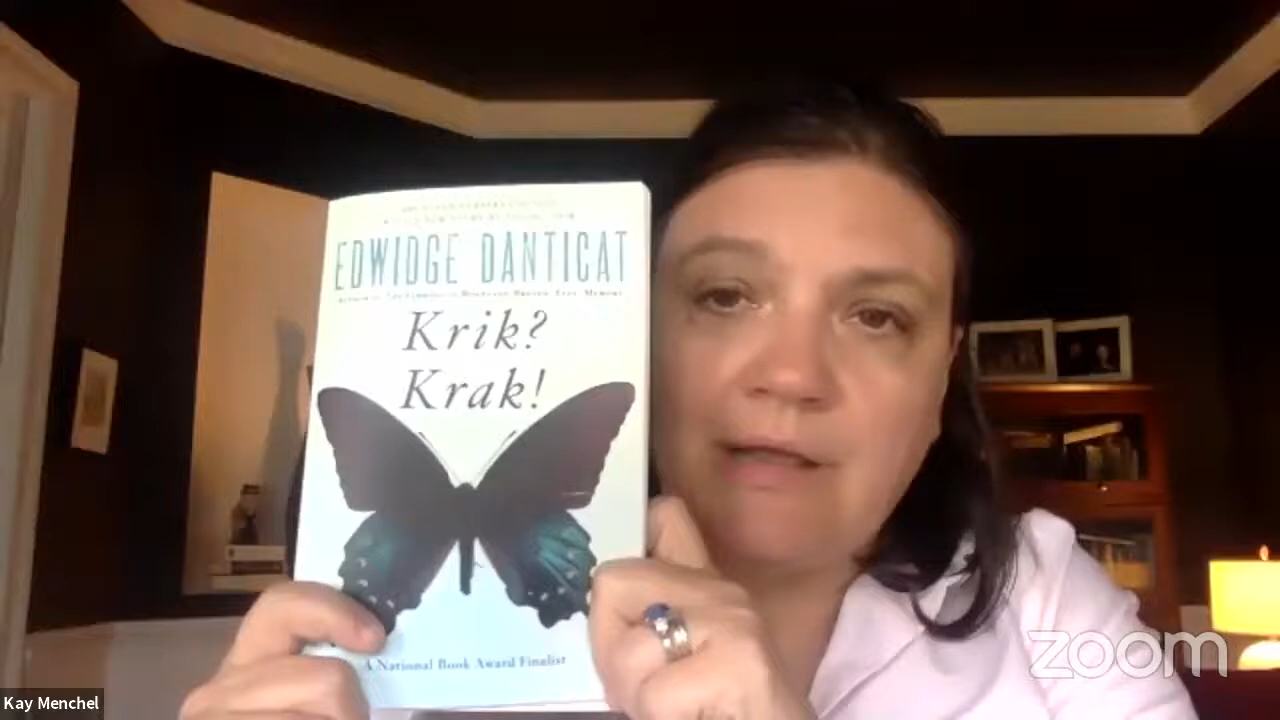 EDWIDGE DANTICAT
Krik?
Krak!
A National Book Award Finalist
Kay Menchel
zoom